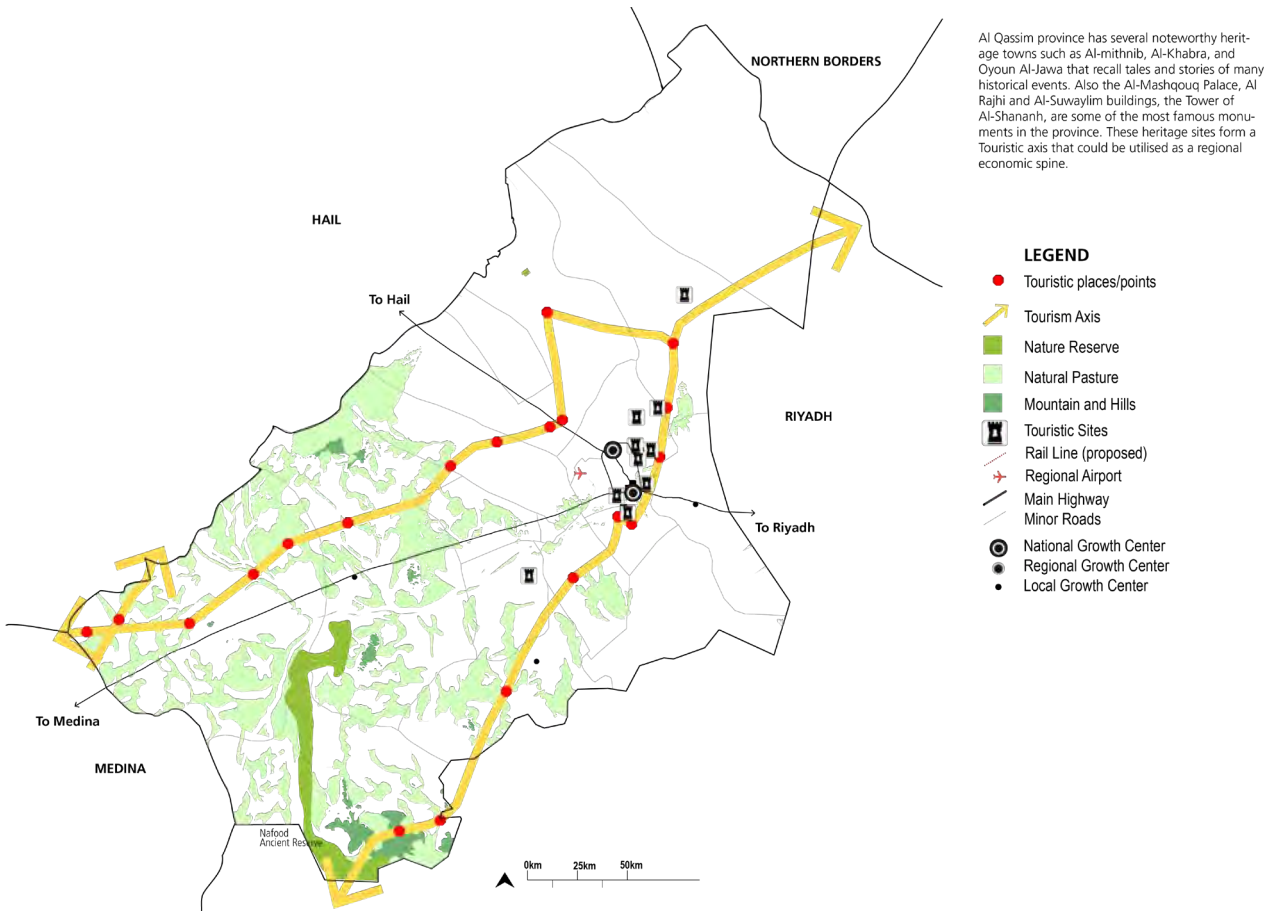 Al Qassim province has several noteworthy herit-
age towns such as Al-mithnib, Al-Khabra, and
Oyoun Al-Jawa that recall tales and stories of many
historical events. Also the Al-Mashqouq Palace, Al
Rajhi and Al-Suwaylim buildings, the Tower of
Al-Shananh, are some of the most famous monu-
ments in the province. These heritage sites form a
Touristic axis that could be utilised as a regional
economic spine.
NORTHERN BORDERS
HAIL
To Hail
RIYADH
To Riyadh
To Medina
MEDINA
Nafood
Ancient Reserve
0km 25km 50km
LEGEND
Touristic places/points
Tourism Axis
Nature Reserve
Natural Pasture
Mountain and Hills
Touristic Sites
Rail Line (proposed)
Regional Airport
Main Highway
Minor Roads
National Growth Center
Regional Growth Center
Local Growth Center